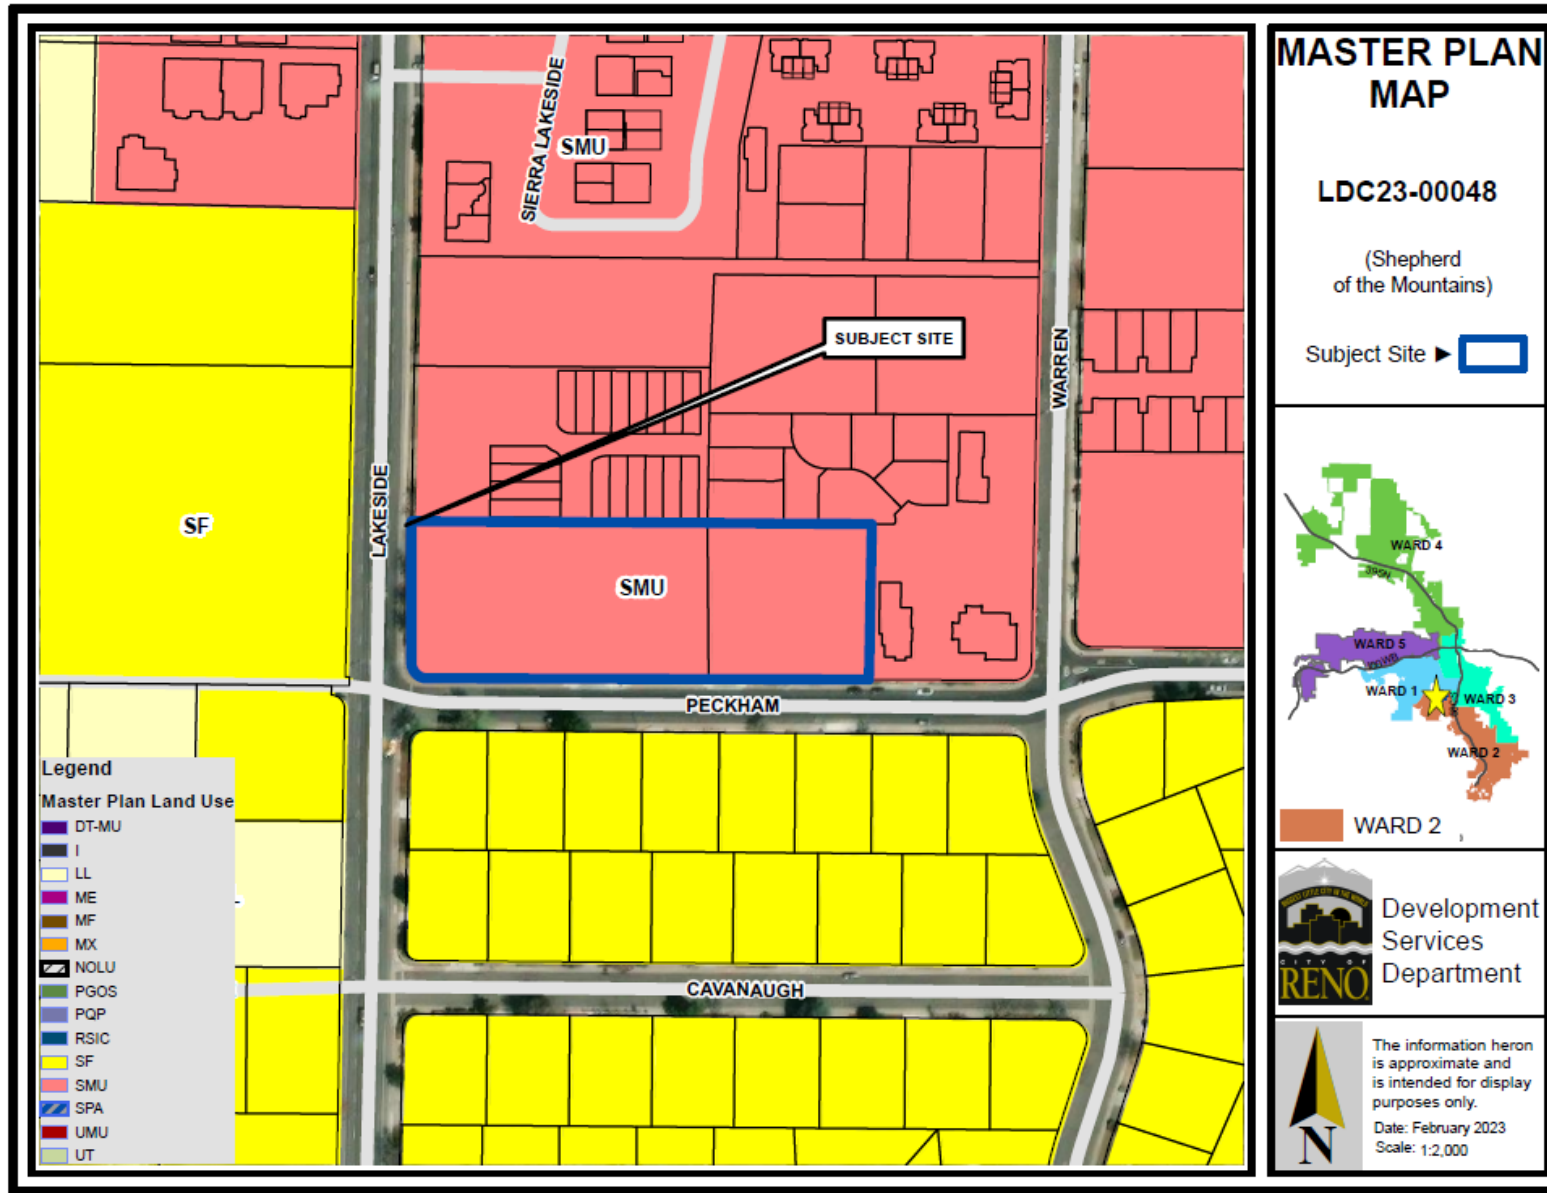 MASTER PLAN
MAP
LDC23-00048
(Shepherd
of the Mountains)
Subject Site ►
SIERRA LAKESIDE
SMU
SUBJECT SITE
WARREN
LAKESIDE
SF
SMU
PECKHAM
CAVANAUGH
Legend
Master Plan Land Use
DT-MU
I
LL
ME
MF
MX
NOLU
PGOS
PQP
RSIC
SF
SMU
SPA
UMU
UT
WARD 4
395N
WARD 5
WARD 1
WARD 3
WARD 2
WARD 2
CITY OF
RENO
Development
Services
Department
N
The information heron
is approximate and
is intended for display
purposes only.
Date: February 2023
Scale: 1:2,000